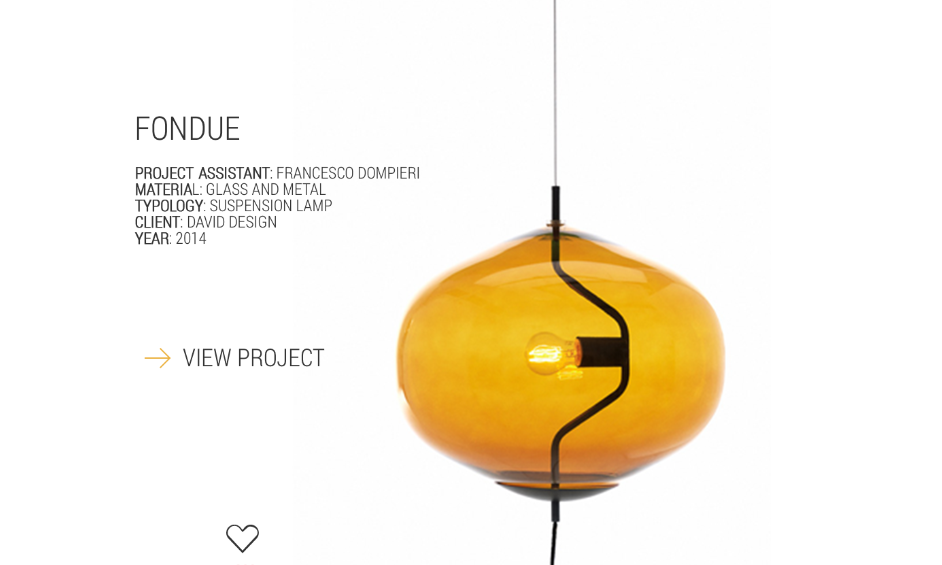 FONDUE
PROJECT ASSISTANT: FRANCESCO DOMPIERI
MATERIAL: GLASS AND METAL
TYPOLOGY: SUSPENSION LAMP
CLIENT: DAVID DESIGN
YEAR: 2014
VIEW PROJECT